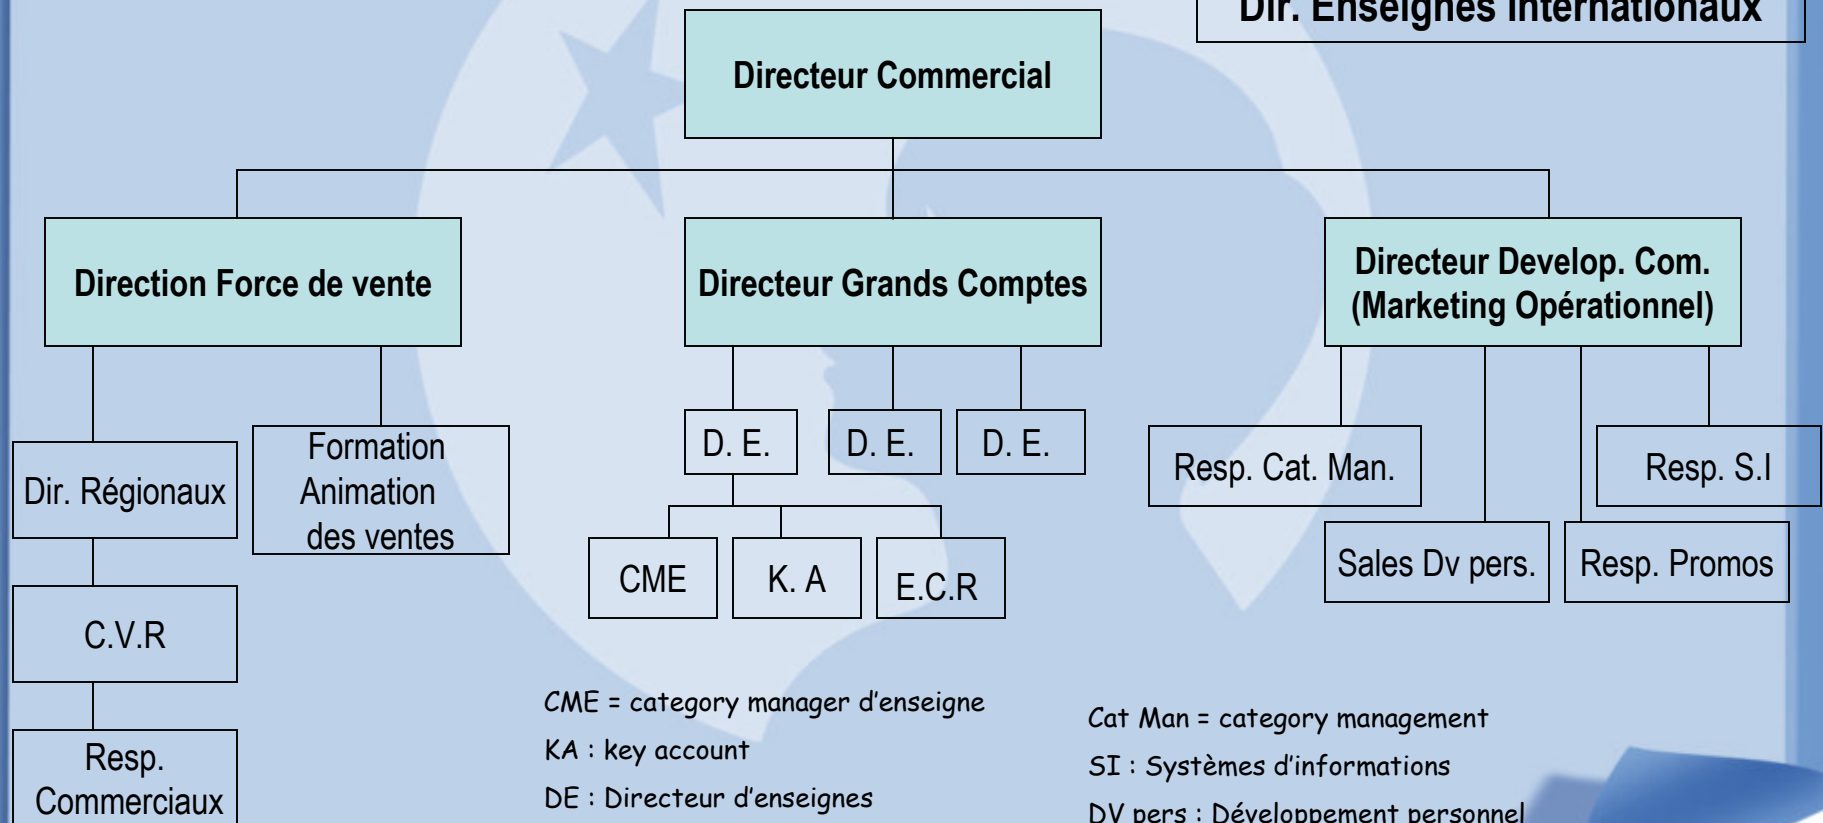 Dir. Enseignes Internationaux
Directeur Commercial
Direction Force de vente
Directeur Grands Comptes
Directeur Develop. Com.
(Marketing Opérationnel)
Dir. Régionaux
Formation
Animation
des ventes
D. E.
D. E.
D. E.
Resp. Cat. Man.
Resp. S.I
CME
K. A
E.C.R
Sales Dv pers.
Resp. Promos
C.V.R
Resp.
Commerciaux
CME = category manager d'enseigne
KA : key account
DE : Directeur d'enseignes
Cat Man = category management
SI : Systèmes d'informations
DV pers : Développement personnel